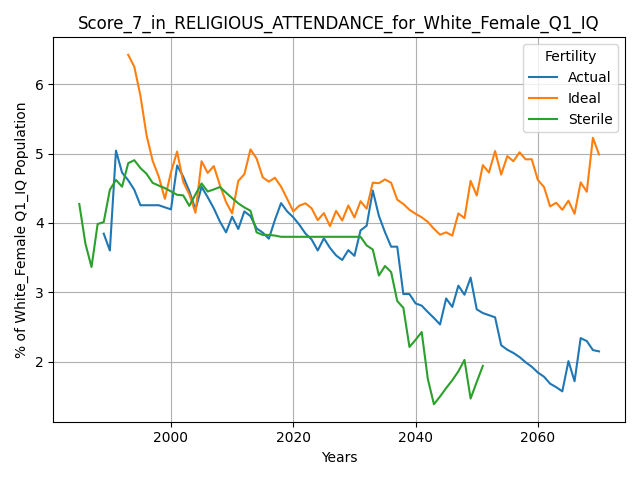 Score_7_in_RELIGIOUS_ATTENDANCE_for_White_Female_Q1_IQ
% of White_Female Q1_IQ Population
6
5
4
3
2
Fertility
Actual
Ideal
Sterile
2000
2020
2040
2060
Years